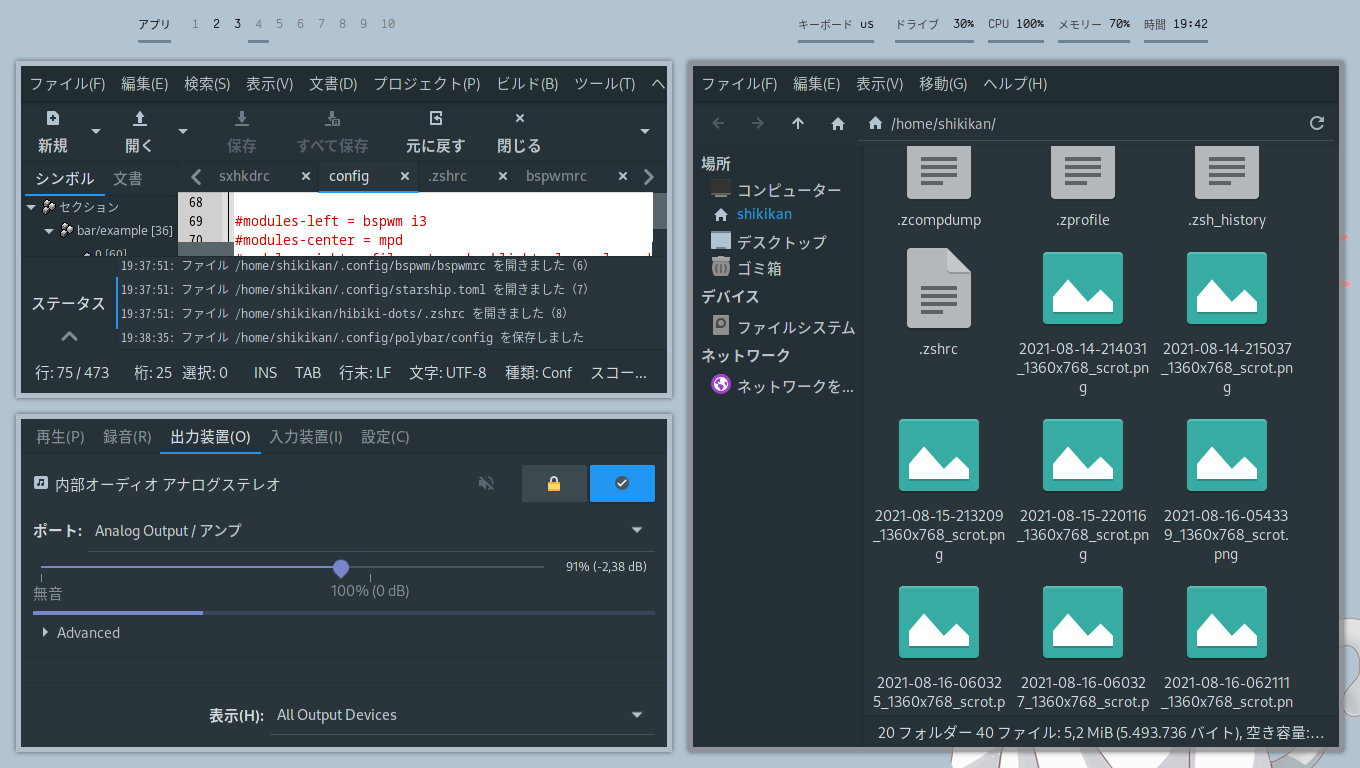 アプリ 1 2 3 4 5 6 7 8 9 10 キーボード us ドライブ 30% CPU 100% メモリー 70% 時間 19:42
ファイル(F) 編集(E) 検索(S) 表示(V) 文書(D) プロジェクト(P) ビルド(B) ツール(T) ヘ
新規 開く 保存 すべて保存 元に戻す 閉じる
シンボル 文書 sxhkdrc config .zshrc bspwmrc
セクション
bar/example [36]
0 [60]
68
69 #modules-left = bspwm i3
70 #modules-center = mpd
ステータス
19:37:51: ファイル /home/shikikan/.config/bspwm/bspwmrc を開きました (6)
19:37:51: ファイル /home/shikikan/.config/starship.toml を開きました (7)
19:37:51: ファイル /home/shikikan/hibiki-dots/.zshrc を開きました (8)
19:38:35: ファイル /home/shikikan/.config/polybar/config を保存しました
行: 75 / 473 桁: 25 選択: 0 INS TAB 行末: LF 文字: UTF-8 種類: Conf スコー...
再生(P) 録音(R) 出力装置(O) 入力装置(I) 設定(C)
内部オーディオ アナログステレオ
ポート: Analog Output / アンプ
91% (-2,38 dB)
無音 100% (0 dB)
Advanced
表示(H): All Output Devices
ファイル(F) 編集(E) 表示(V) 移動(G) ヘルプ(H)
/home/shikikan/
場所
コンピューター
shikikan
デスクトップ
ゴミ箱
デバイス
ファイルシステム
ネットワーク
ネットワークを...
.zcompdump .zprofile .zsh_history
.zshrc 2021-08-14-214031_1360x768_scrot.png 2021-08-14-215037_1360x768_scrot.png
2021-08-15-213209_1360x768_scrot.png 2021-08-15-220116_1360x768_scrot.png 2021-08-16-054339_1360x768_scrot.png
2021-08-16-060325_1360x768_scrot.p 2021-08-16-060327_1360x768_scrot.p 2021-08-16-062111_1360x768_scrot.pn
20 フォルダー 40 ファイル: 5,2 MiB (5.493.736 バイト), 空き容量:...